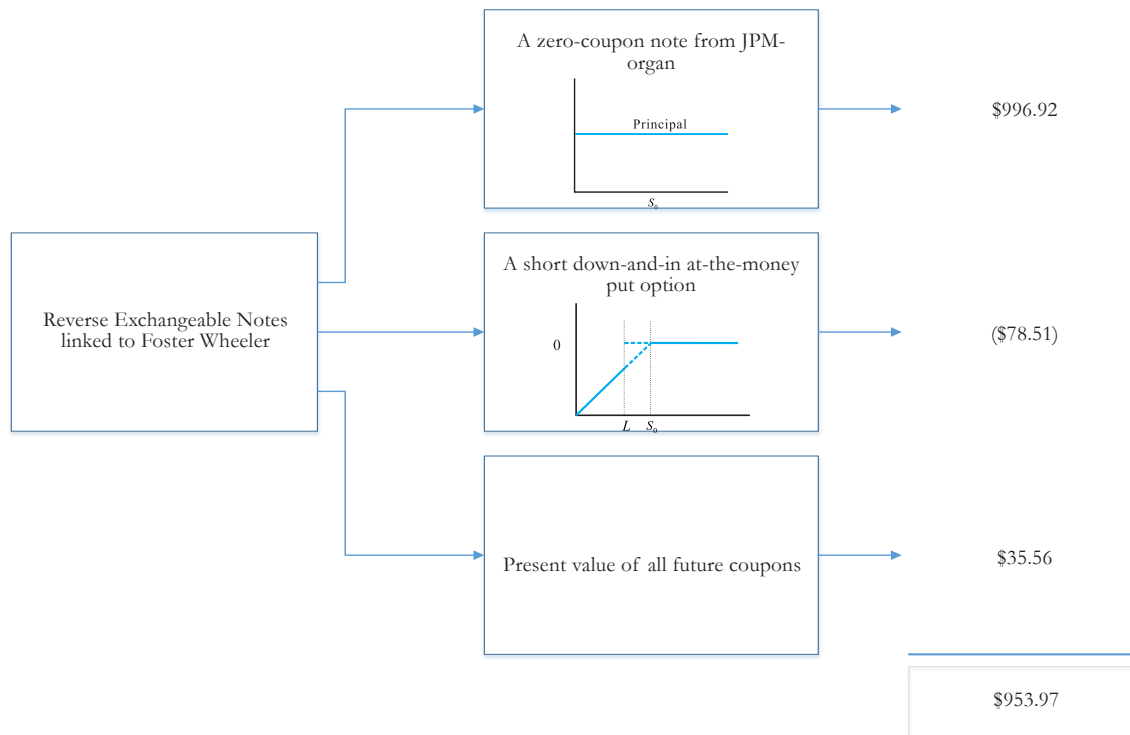 A zero-coupon note from JPM-
organ
Principal
S₀
$996.92
Reverse Exchangeable Notes
linked to Foster Wheeler
A short down-and-in at-the-money
put option
0
L S₀
($78.51)
Present value of all future coupons
$35.56
$953.97